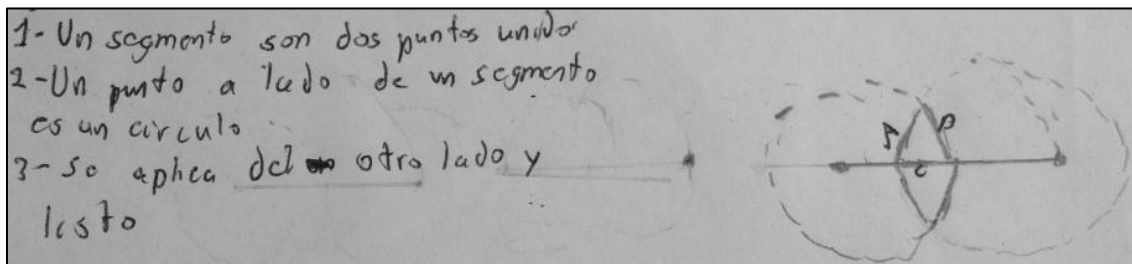 1- Un segmento son dos puntos unido
2- Un punto a lado de un segmento
es un circulo
3- se aplica del otro lado y
listo
c